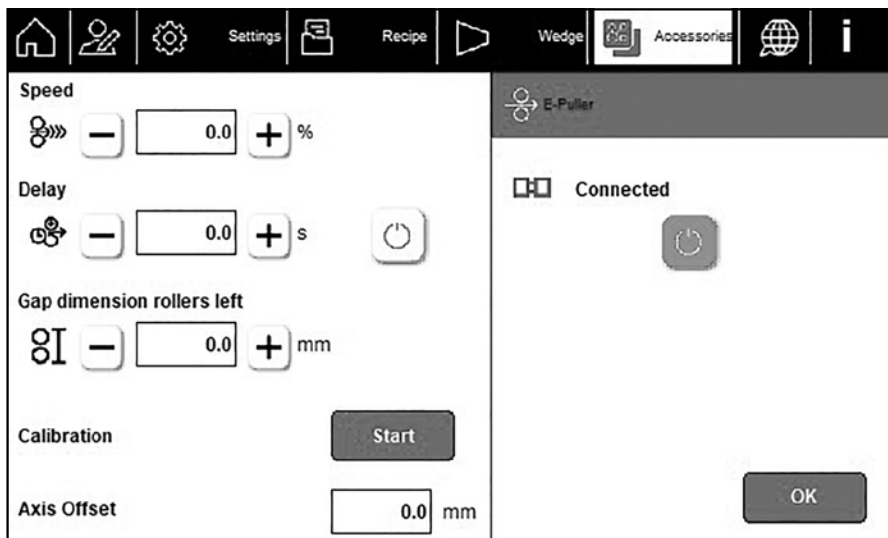 Settings
Recipe
Wedge
Accessories
i
Speed
0.0 %
Delay
0.0 s
Gap dimension rollers left
0.0 mm
Calibration
Start
Axis Offset
0.0 mm
E-Puller
Connected
OK